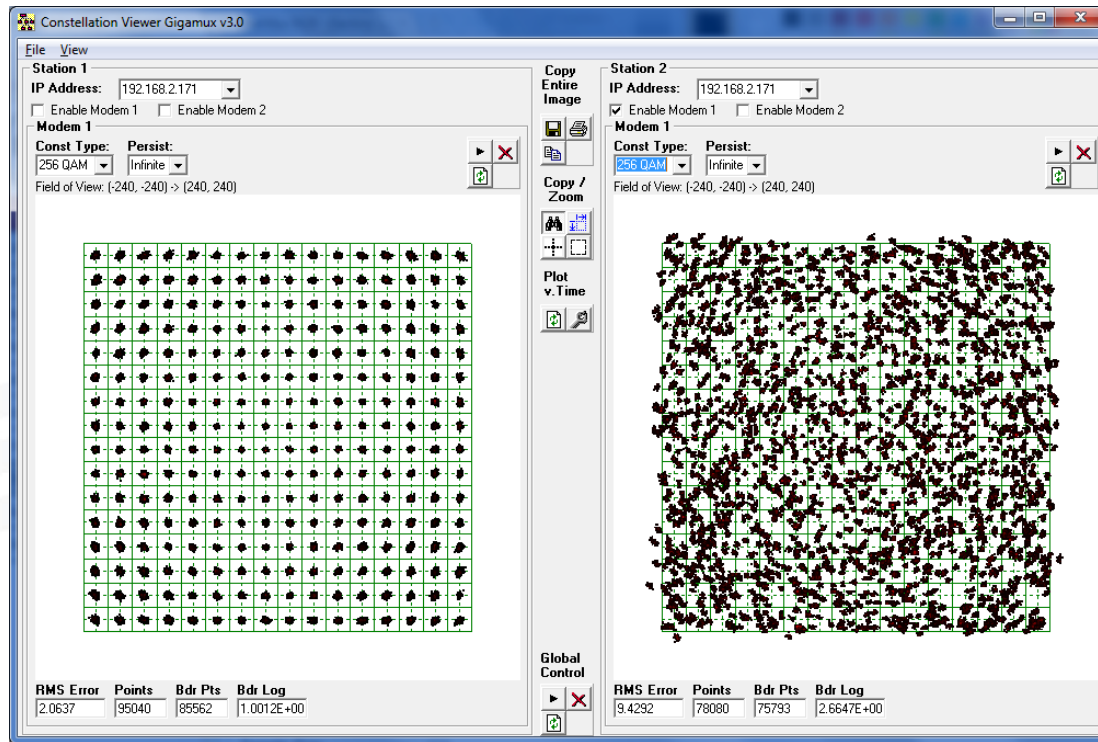 Constellation Viewer Gigamux v3.0
File View
Station 1
IP Address: 192.168.2.171
Enable Modem 1 Enable Modem 2
Modem 1
Const Type: Persist:
256 QAM Infinite
Field of View: (-240, -240) -> (240, 240)
RMS Error Points Bdr Pts Bdr Log
2.0637 95040 85562 1.0012E+00
Copy
Entire
Image
Copy /
Zoom
Plot
v.Time
Global
Control
Station 2
IP Address: 192.168.2.171
Enable Modem 1 Enable Modem 2
Modem 1
Const Type: Persist:
256 QAM Infinite
Field of View: (-240, -240) -> (240, 240)
RMS Error Points Bdr Pts Bdr Log
9.4292 78080 75793 2.6647E+00